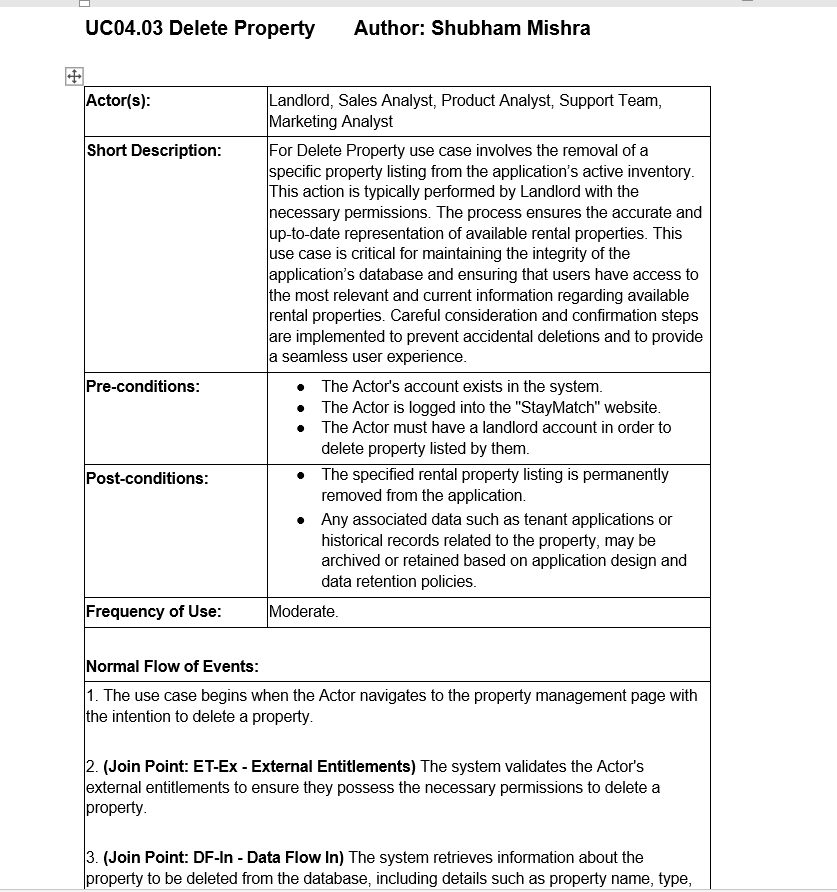 UC04.03 Delete Property Author: Shubham Mishra
Actor(s):
Landlord, Sales Analyst, Product Analyst, Support Team,
Marketing Analyst
Short Description:
For Delete Property use case involves the removal of a
specific property listing from the application’s active inventory.
This action is typically performed by Landlord with the
necessary permissions. The process ensures the accurate and
up-to-date representation of available rental properties. This
use case is critical for maintaining the integrity of the
application’s database and ensuring that users have access to
the most relevant and current information regarding available
rental properties. Careful consideration and confirmation steps
are implemented to prevent accidental deletions and to provide
a seamless user experience.
Pre-conditions:
● The Actor's account exists in the system.
● The Actor is logged into the "StayMatch" website.
● The Actor must have a landlord account in order to
delete property listed by them.
Post-conditions:
● The specified rental property listing is permanently
removed from the application.
● Any associated data such as tenant applications or
historical records related to the property, may be
archived or retained based on application design and
data retention policies.
Frequency of Use:
Moderate.
Normal Flow of Events:
1. The use case begins when the Actor navigates to the property management page with
the intention to delete a property.
2. (Join Point: ET-Ex - External Entitlements) The system validates the Actor's
external entitlements to ensure they possess the necessary permissions to delete a
property.
3. (Join Point: DF-In - Data Flow In) The system retrieves information about the
property to be deleted from the database, including details such as property name, type,